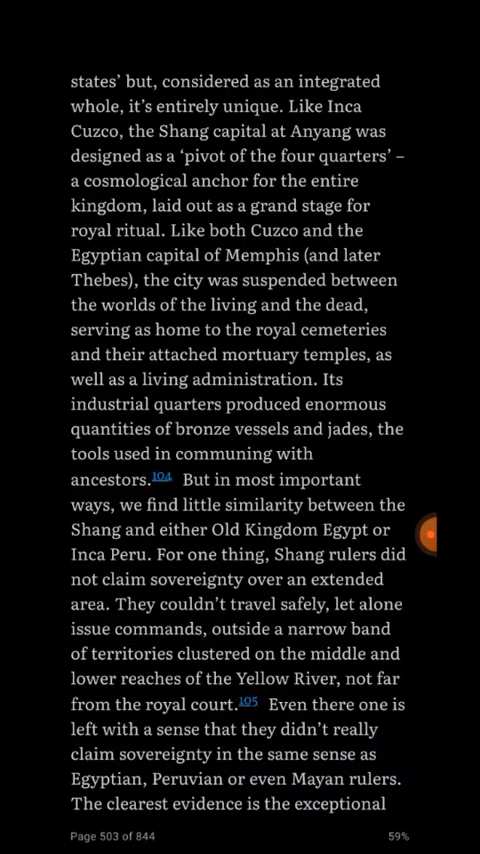 states’ but, considered as an integrated
whole, it’s entirely unique. Like Inca
Cuzco, the Shang capital at Anyang was
designed as a ‘pivot of the four quarters’ –
a cosmological anchor for the entire
kingdom, laid out as a grand stage for
royal ritual. Like both Cuzco and the
Egyptian capital of Memphis (and later
Thebes), the city was suspended between
the worlds of the living and the dead,
serving as home to the royal cemeteries
and their attached mortuary temples, as
well as a living administration. Its
industrial quarters produced enormous
quantities of bronze vessels and jades, the
tools used in communing with
ancestors.104 But in most important
ways, we find little similarity between the
Shang and either Old Kingdom Egypt or
Inca Peru. For one thing, Shang rulers did
not claim sovereignty over an extended
area. They couldn’t travel safely, let alone
issue commands, outside a narrow band
of territories clustered on the middle and
lower reaches of the Yellow River, not far
from the royal court.105 Even there one is
left with a sense that they didn’t really
claim sovereignty in the same sense as
Egyptian, Peruvian or even Mayan rulers.
The clearest evidence is the exceptional
Page 503 of 844 59%